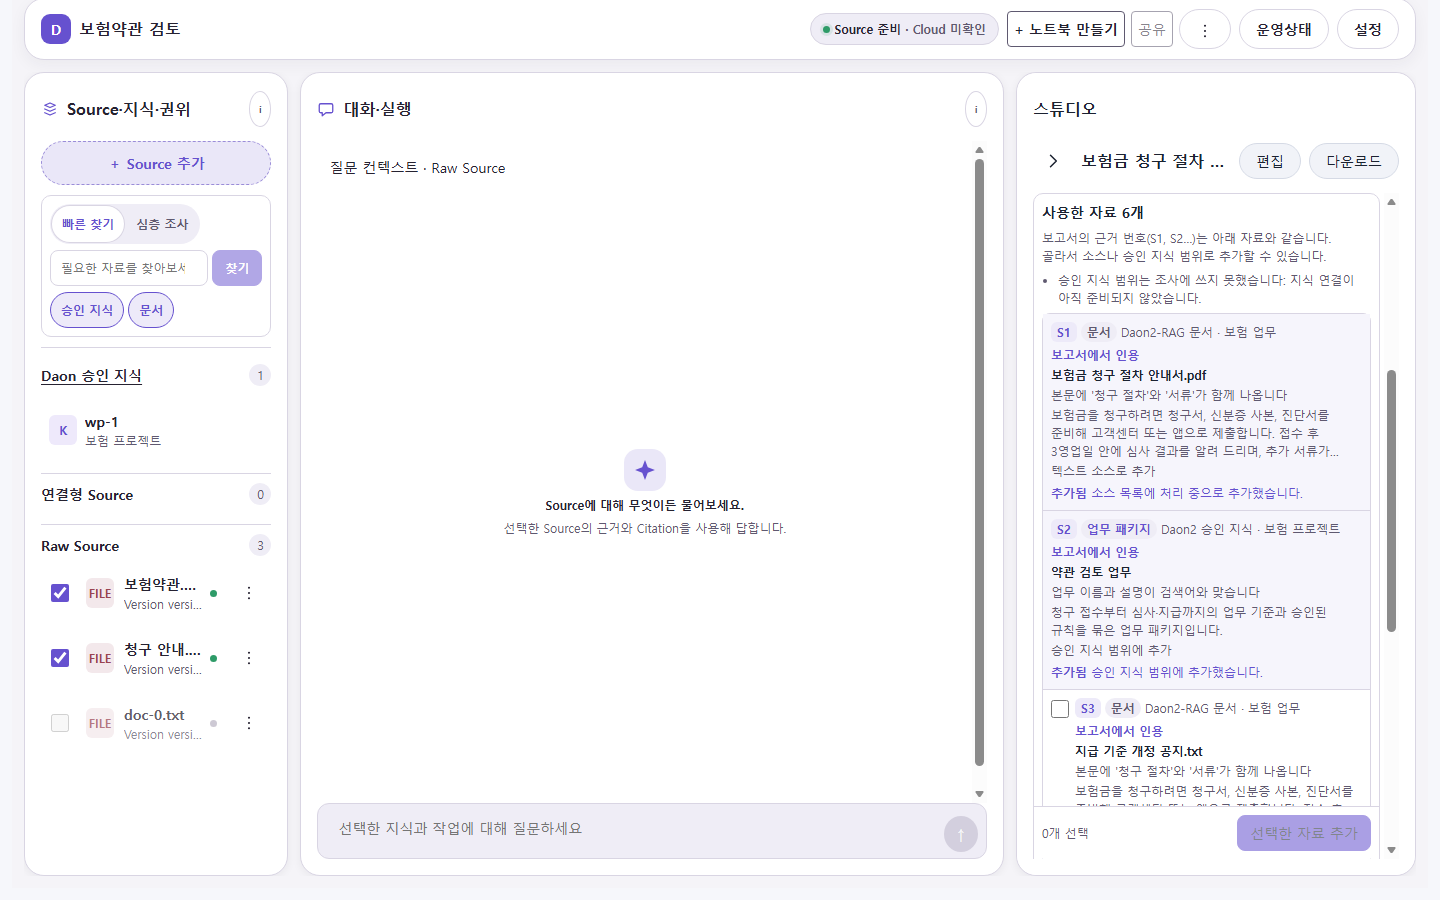 D 보험약관 검토
Source 준비 · Cloud 미확인
+ 노트북 만들기
공유
운영상태
설정
Source·지식·권위
i
+ Source 추가
빠른 찾기
심층 조사
필요한 자료를
찾기
승인 지식
문서
Daon 승인 지식
1
K
wp-1
보험 프로젝트
연결형 Source
0
Raw Source
3
FILE
보험약관....
Version versi...
FILE
청구 안내....
Version versi...
FILE
doc-0.txt
Version versi...
대화·실행
i
질문 컨텍스트 · Raw Source
Source에 대해 무엇이든 물어보세요.
선택한 Source의 근거와 Citation을 사용해 답합니다.
선택한 지식과 작업에 대해 질문하세요
스튜디오
보험금 청구 절차 ...
편집
다운로드
사용한 자료 6개
보고서의 근거 번호(S1, S2...)는 아래 자료와 같습니다.
골라서 소스나 승인 지식 범위로 추가할 수 있습니다.
• 승인 지식 범위는 조사에 쓰지 못했습니다: 지식 연결이
아직 준비되지 않았습니다.
S1 문서 Daon2-RAG 문서 · 보험 업무
보고서에서 인용
보험금 청구 절차 안내서.pdf
본문에 '청구 절차'와 '서류'가 함께 나옵니다
보험금을 청구하려면 청구서, 신분증 사본, 진단서를
준비해 고객센터 또는 앱으로 제출합니다. 접수 후
3영업일 안에 심사 결과를 알려 드리며, 추가 서류가...
텍스트 소스로 추가
추가됨 소스 목록에 처리 중으로 추가했습니다.
S2 업무 패키지 Daon2 승인 지식 · 보험 프로젝트
보고서에서 인용
약관 검토 업무
업무 이름과 설명이 검색어와 맞습니다
청구 접수부터 심사·지급까지의 업무 기준과 승인된
규칙을 묶은 업무 패키지입니다.
승인 지식 범위에 추가
추가됨 승인 지식 범위에 추가했습니다.
S3 문서 Daon2-RAG 문서 · 보험 업무
보고서에서 인용
지급 기준 개정 공지.txt
본문에 '청구 절차'와 '서류'가 함께 나옵니다
보험금을 청구하려면 청구서, 신분증 사본, 진단서를
0개 선택
선택한 자료 추가